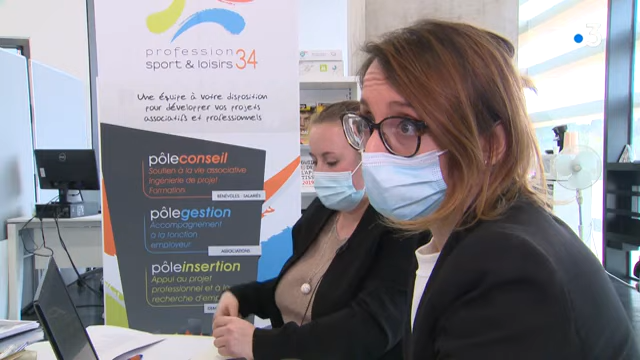 profession
sport & loisirs 34
Une équipe à votre disposition
pour développer vos projets
associatifs et professionnels
pôleconseil
Soutien à la vie associative
Ingénierie de projet
Formation
BÉNÉVOLES / SALARIÉS
pôlegestion
Accompagnement
à la fonction
employeur
ASSOCIATIONS
pôleinsertion
Appui au projet
professionnel et à la
recherche d'emp
3